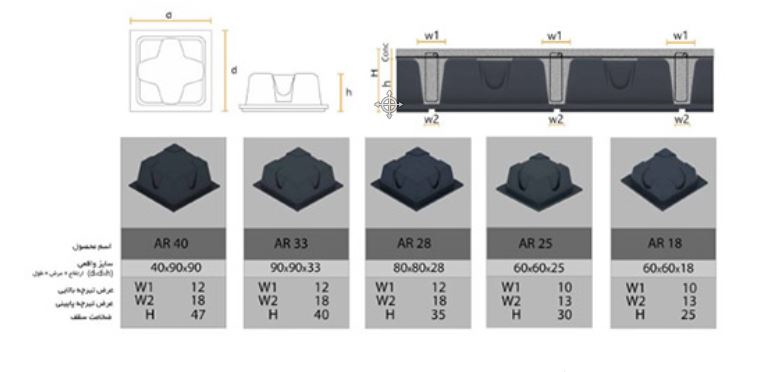 d
w1 w1 w1
d
Conc
H
h
h
w2 w2 w2
اسم محصول AR 40 AR 33 AR 28 AR 25 AR 18
سایز واقعی 40x90x90 90x90x33 80x80x28 60x60x25 60x60x18
(d×d×h) ارتفاع × عرض × طول
عرض تیرچه بالایی W1 12 W1 12 W1 12 W1 10 W1 10
عرض تیرچه پایینی W2 18 W2 18 W2 18 W2 13 W2 13
ضخامت سقف H 47 H 40 H 35 H 30 H 25